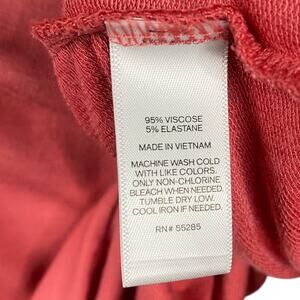 95% VISCOSE
5% ELASTANE
MADE IN VIETNAM
MACHINE WASH COLD
WITH LIKE COLORS.
ONLY NON-CHLORINE
BLEACH WHEN NEEDED.
TUMBLE DRY LOW.
COOL IRON IF NEEDED.
RN# 55285